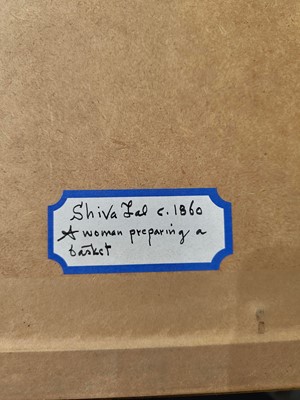 Shiva Lal c. 1860
A woman preparing a
basket